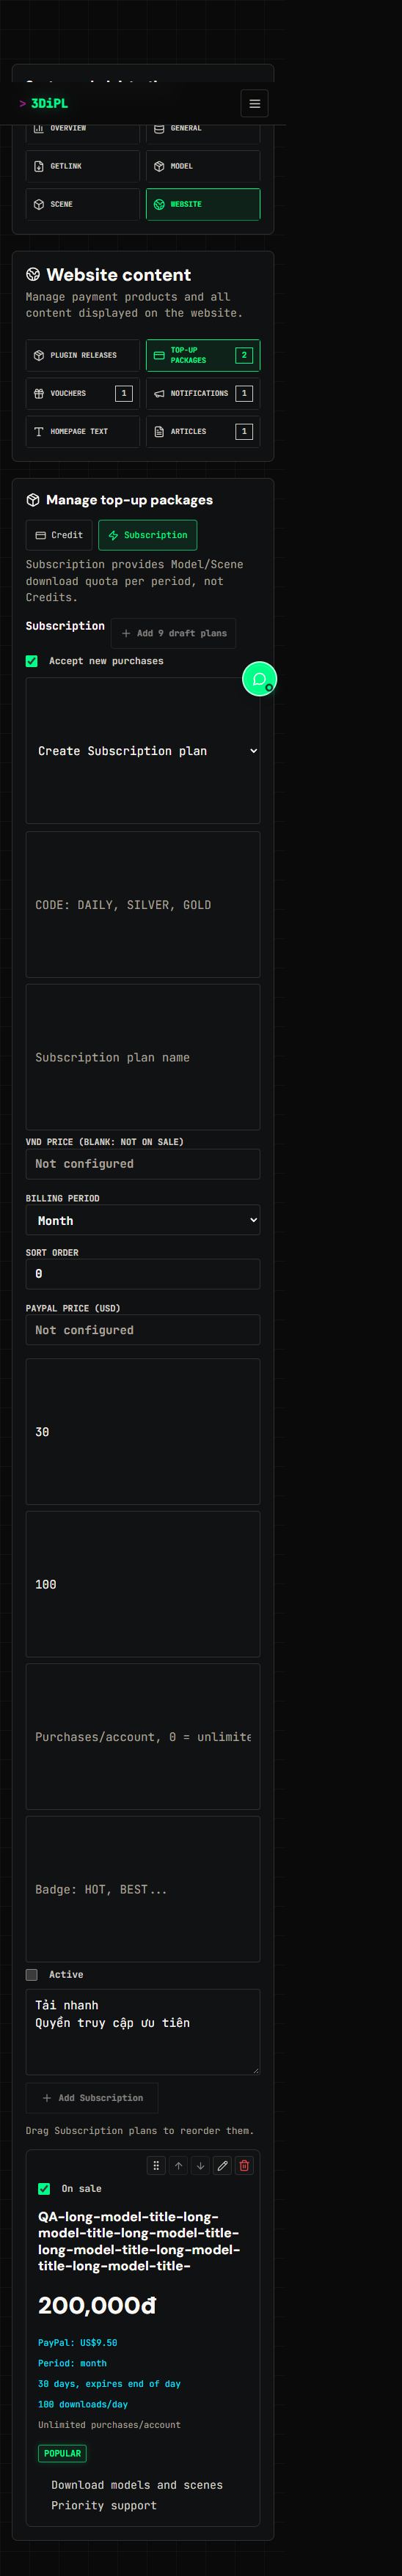 > 3DiPL
OVERVIEW
GENERAL
GETLINK
MODEL
SCENE
WEBSITE
Website content
Manage payment products and all
content displayed on the website.
PLUGIN RELEASES
TOP-UP
PACKAGES
2
VOUCHERS
1
NOTIFICATIONS
1
HOMEPAGE TEXT
ARTICLES
1
Manage top-up packages
Credit
Subscription
Subscription provides Model/Scene
download quota per period, not
Credits.
Subscription
Add 9 draft plans
Accept new purchases
Create Subscription plan
CODE: DAILY, SILVER, GOLD
Subscription plan name
VND PRICE (BLANK: NOT ON SALE)
Not configured
BILLING PERIOD
Month
SORT ORDER
0
PAYPAL PRICE (USD)
Not configured
30
100
Purchases/account, 0 = unlimite
Badge: HOT, BEST...
Active
Tải nhanh
Quyền truy cập ưu tiên
Add Subscription
Drag Subscription plans to reorder them.
On sale
QA-long-model-title-long-
model-title-long-model-title-
long-model-title-long-model-
title-long-model-title-
200,000đ
PayPal: US$9.50
Period: month
30 days, expires end of day
100 downloads/day
Unlimited purchases/account
POPULAR
Download models and scenes
Priority support